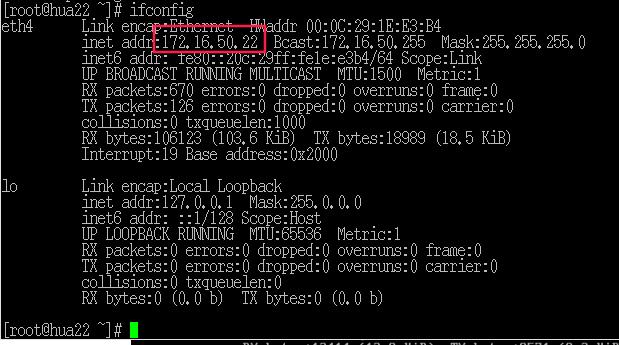 [root@hua22 ~]# ifconfig
eth4      Link encap:Ethernet  HWaddr 00:0C:29:1E:E3:B4
          inet addr:172.16.50.22  Bcast:172.16.50.255  Mask:255.255.255.0
          inet6 addr: fe80::20c:29ff:fe1e:e3b4/64 Scope:Link
          UP BROADCAST RUNNING MULTICAST  MTU:1500  Metric:1
          RX packets:670 errors:0 dropped:0 overruns:0 frame:0
          TX packets:126 errors:0 dropped:0 overruns:0 carrier:0
          collisions:0 txqueuelen:1000
          RX bytes:106123 (103.6 KiB)  TX bytes:18989 (18.5 KiB)
          Interrupt:19 Base address:0x2000
lo        Link encap:Local Loopback
          inet addr:127.0.0.1  Mask:255.0.0.0
          inet6 addr: ::1/128 Scope:Host
          UP LOOPBACK RUNNING  MTU:65536  Metric:1
          RX packets:0 errors:0 dropped:0 overruns:0 frame:0
          TX packets:0 errors:0 dropped:0 overruns:0 carrier:0
          collisions:0 txqueuelen:0
          RX bytes:0 (0.0 b)  TX bytes:0 (0.0 b)
[root@hua22 ~]#